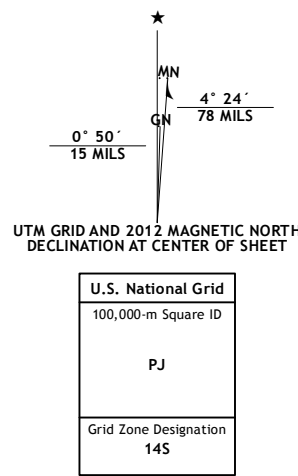 ★
MN
4° 24´
78 MILS
GN
0° 50´
15 MILS
UTM GRID AND 2012 MAGNETIC NORTH
DECLINATION AT CENTER OF SHEET
U.S. National Grid
100,000-m Square ID
PJ
Grid Zone Designation
14S